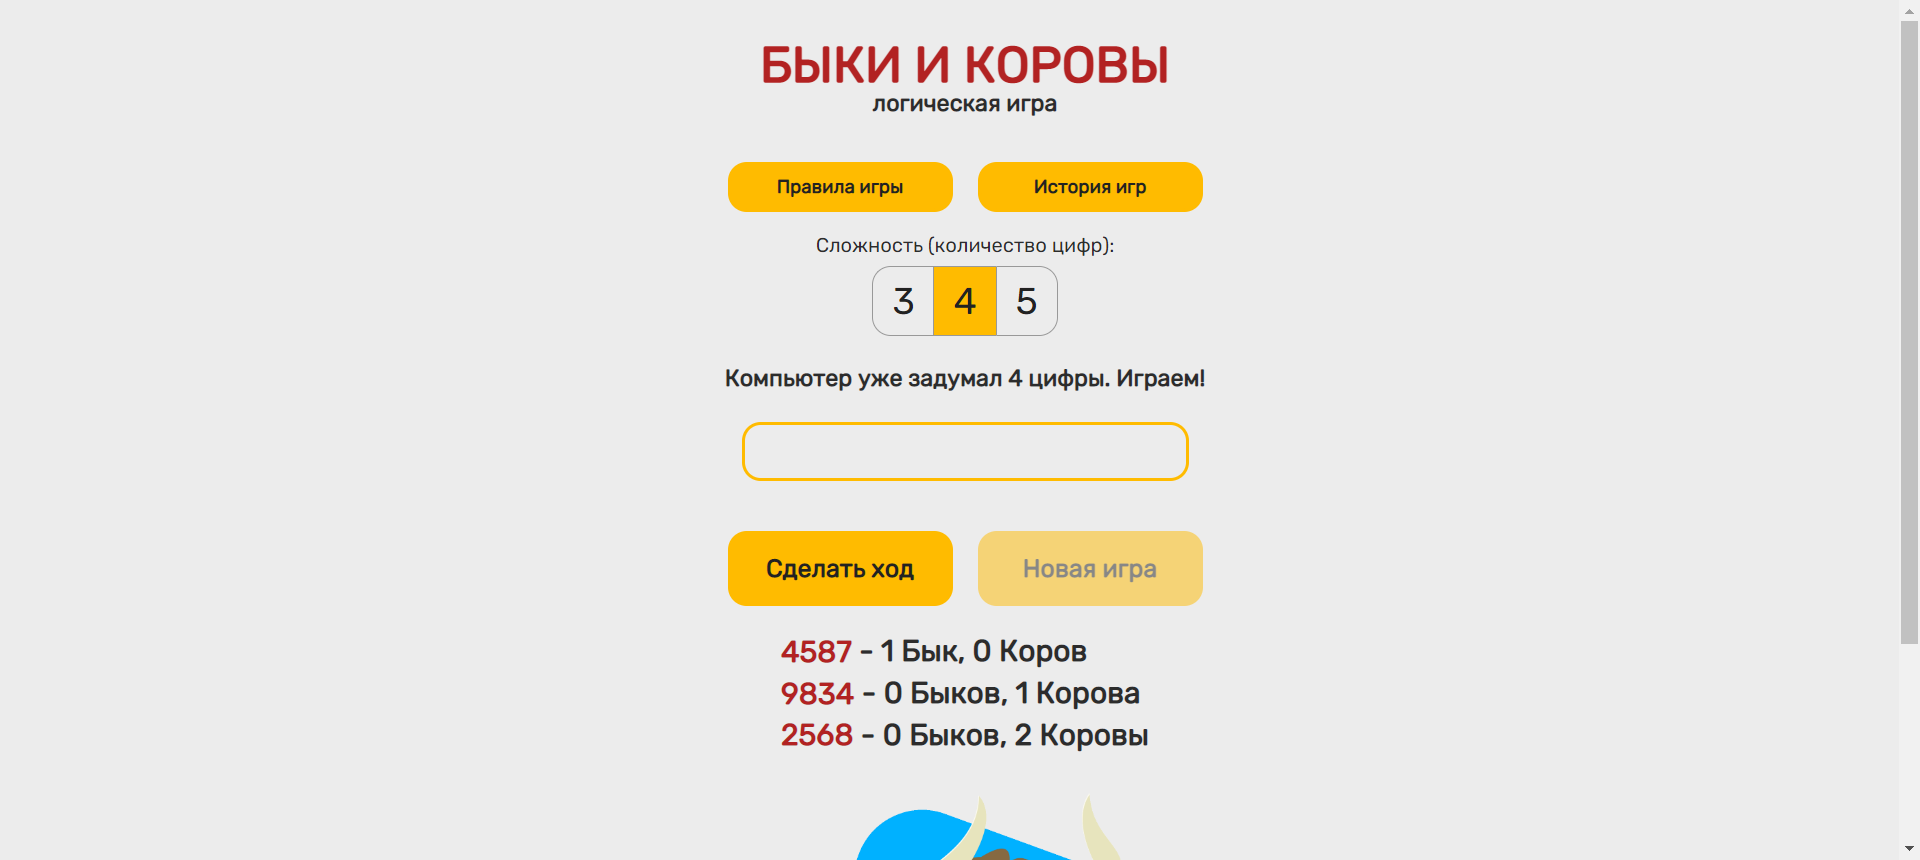 БЫКИ И КОРОВЫ
логическая игра
Правила игры
История игр
Сложность (количество цифр):
3 4 5
Компьютер уже задумал 4 цифры. Играем!
Сделать ход
Новая игра
4587 - 1 Бык, 0 Коров
9834 - 0 Быков, 1 Корова
2568 - 0 Быков, 2 Коровы